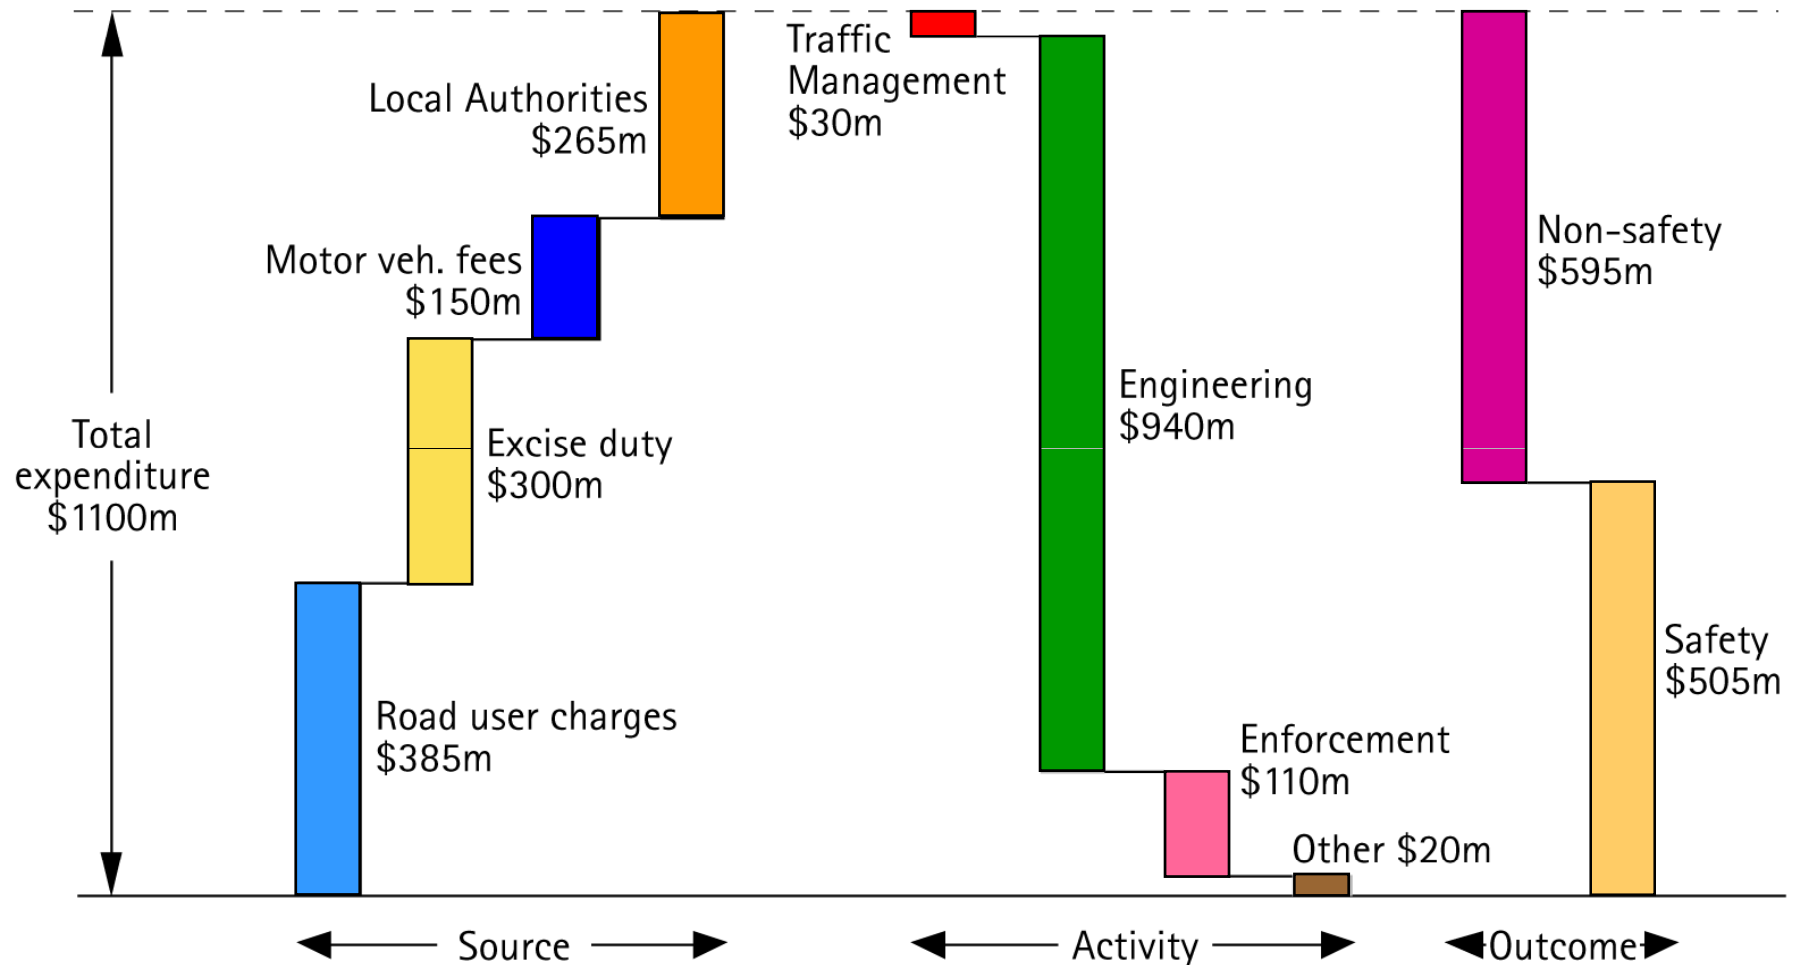 Total
expenditure
$1100m
Local Authorities
$265m
Motor veh. fees
$150m
Excise duty
$300m
Road user charges
$385m
Traffic
Management
$30m
Engineering
$940m
Enforcement
$110m
Other $20m
Non-safety
$595m
Safety
$505m
Source
Activity
Outcome